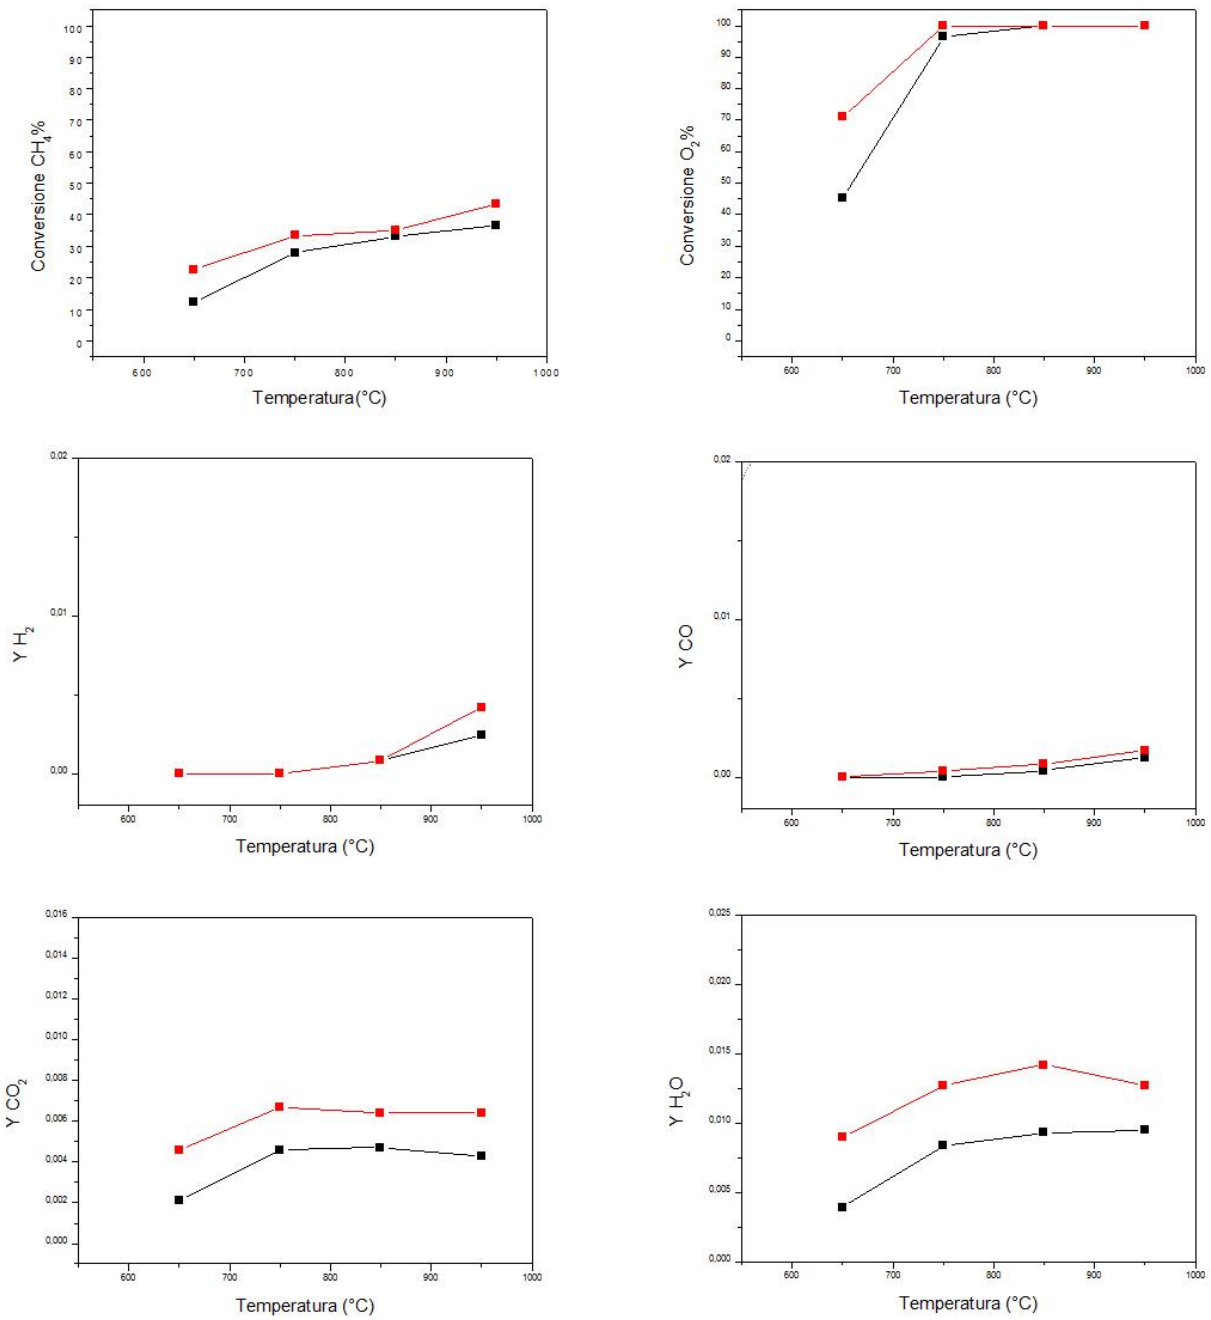 100
90
80
70
60
50
40
30
20
10
0
Conversione CH4%
600 700 800 900 1000
Temperatura(°C)
100
90
80
70
60
50
40
30
20
10
0
Conversione O2%
600 700 800 900 1000
Temperatura (°C)
0,02
0,01
0,00
Y H2
600 700 800 900 1000
Temperatura (°C)
0,02
0,01
0,00
Y CO
600 700 800 900 1000
Temperatura (°C)
0,016
0,014
0,012
0,010
0,008
0,006
0,004
0,002
0,000
Y CO2
600 700 800 900 1000
Temperatura (°C)
0,025
0,020
0,015
0,010
0,005
0,000
Y H2O
600 700 800 900 1000
Temperatura (°C)